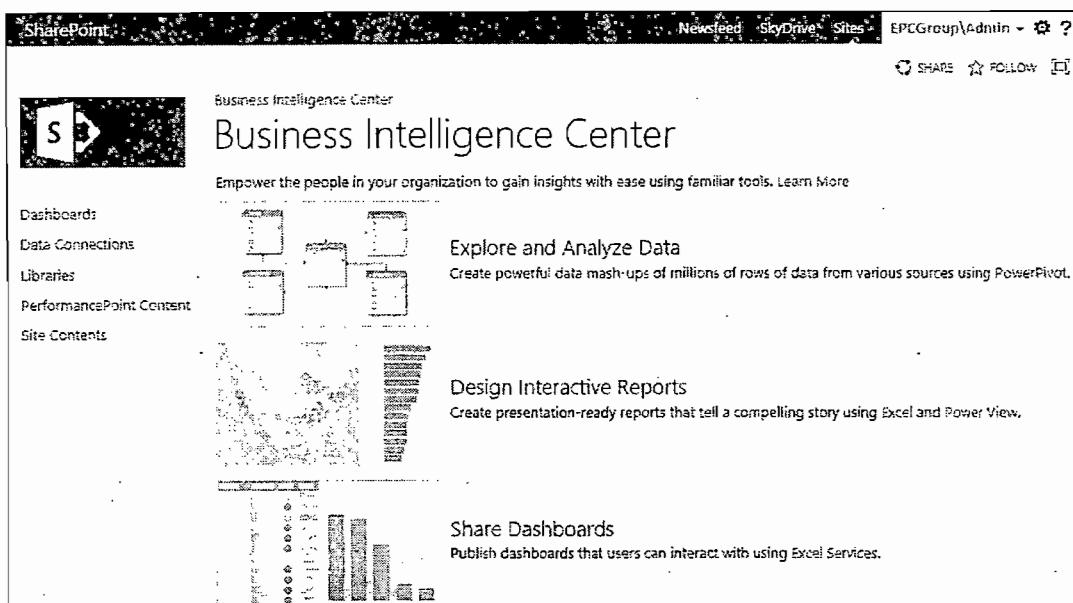 SharePoint
Newsfeed SkyDrive Sites EPCGroup\Admin ?
SHARE FOLLOW
S
Business Intelligence Center
Business Intelligence Center
Empower the people in your organization to gain insights with ease using familiar tools. Learn More
Dashboards
Data Connections
Libraries
PerformancePoint Content
Site Contents
Explore and Analyze Data
Create powerful data mash-ups of millions of rows of data from various sources using PowerPivot.
Design Interactive Reports
Create presentation-ready reports that tell a compelling story using Excel and Power View.
Share Dashboards
Publish dashboards that users can interact with using Excel Services.